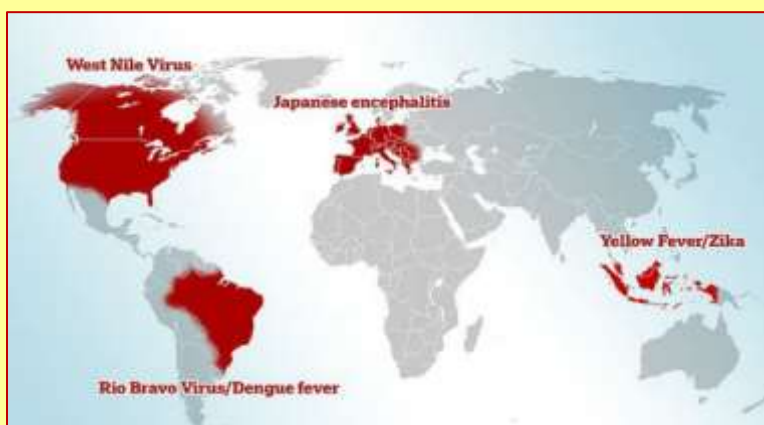 West Nile Virus
Japanese encephalitis
Yellow Fever/Zika
Rio Bravo Virus/Dengue fever